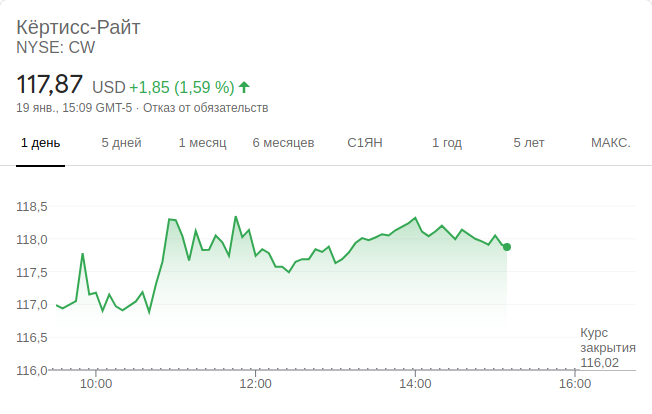 Кёртисс-Райт
NYSE: CW
117,87 USD +1,85 (1,59 %)
19 янв., 15:09 GMT-5 · Отказ от обязательств
1 день 5 дней 1 месяц 6 месяцев С1ЯН 1 год 5 лет МАКС.
118,5
118,0
117,5
117,0
116,5
116,0
Курс
закрытия
116,02
10:00 12:00 14:00 16:00